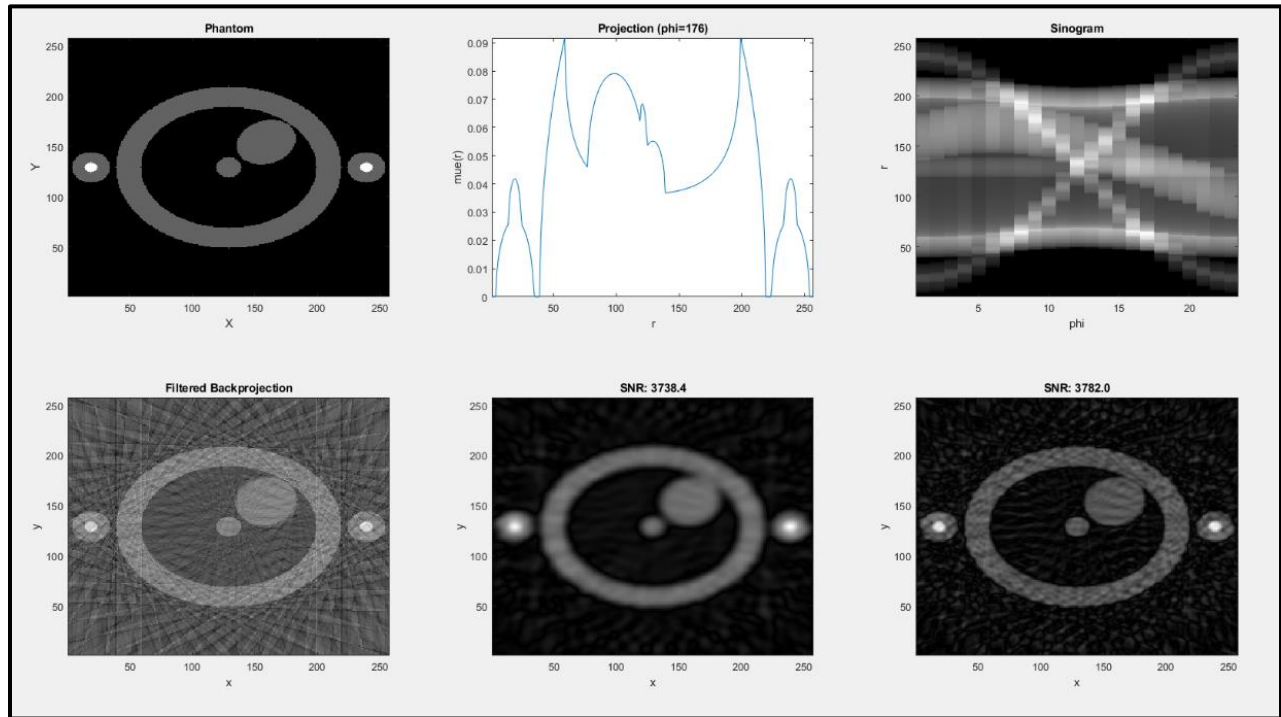 Phantom
250
200
150
100
50
Y
50 100 150 200 250
X
Projection (phi=176)
0.09
0.08
0.07
0.06
0.05
0.04
0.03
0.02
0.01
0
mue(r)
50 100 150 200 250
r
Sinogram
250
200
150
100
50
r
5 10 15 20
phi
Filtered Backprojection
250
200
150
100
50
y
50 100 150 200 250
x
SNR: 3738.4
250
200
150
100
50
y
50 100 150 200 250
x
SNR: 3782.0
250
200
150
100
50
y
50 100 150 200 250
x